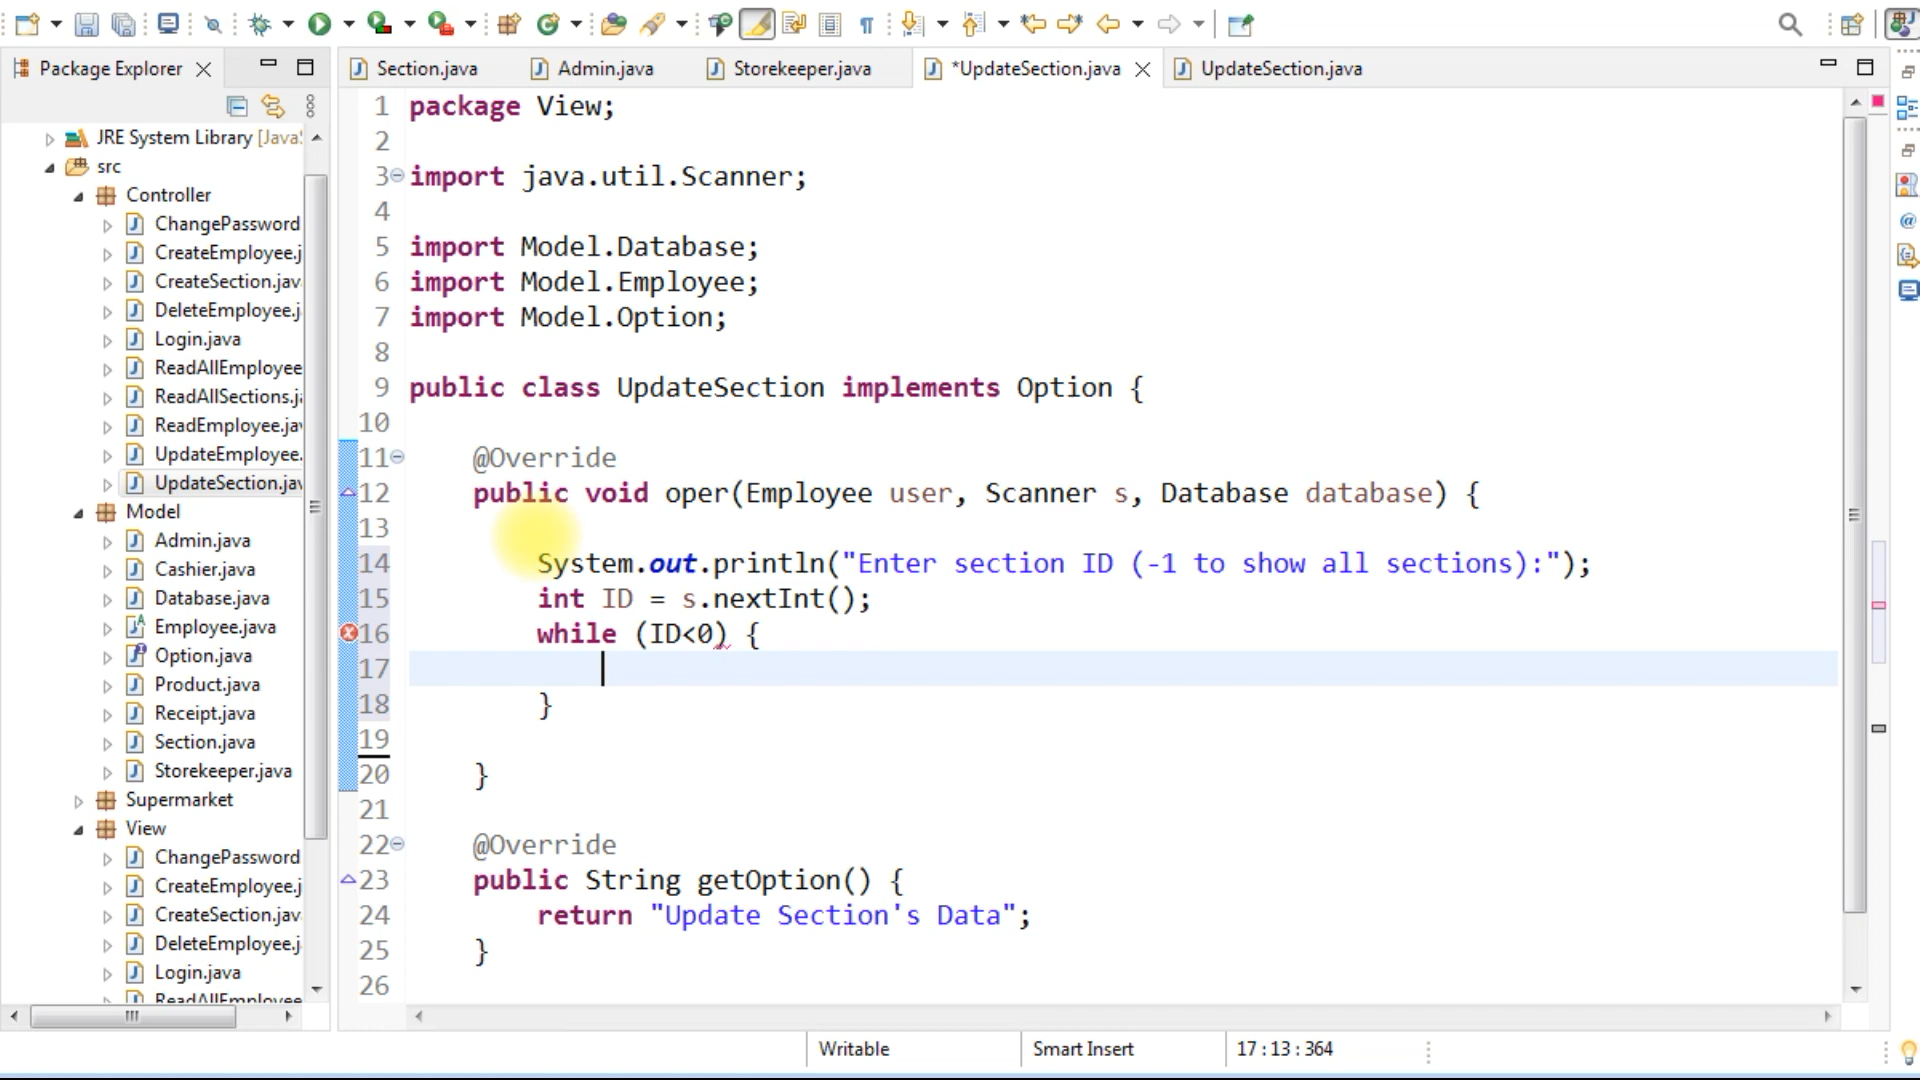 Package Explorer
Section.java
Admin.java
Storekeeper.java
*UpdateSection.java
UpdateSection.java
JRE System Library [Java
src
Controller
ChangePassword
CreateEmployee.j
CreateSection.jav
DeleteEmployee.j
Login.java
ReadAllEmployee
ReadAllSections.j
ReadEmployee.jav
UpdateEmployee.
UpdateSection.jav
Model
Admin.java
Cashier.java
Database.java
Employee.java
Option.java
Product.java
Receipt.java
Section.java
Storekeeper.java
Supermarket
View
ChangePassword
CreateEmployee.j
CreateSection.jav
DeleteEmployee.j
Login.java
ReadAllEmployee
1 package View;
2
3 import java.util.Scanner;
4
5 import Model.Database;
6 import Model.Employee;
7 import Model.Option;
8
9 public class UpdateSection implements Option {
10
11 @Override
12 public void oper(Employee user, Scanner s, Database database) {
13
14 System.out.println("Enter section ID (-1 to show all sections):");
15 int ID = s.nextInt();
16 while (ID<0) {
17
18 }
19
20 }
21
22 @Override
23 public String getOption() {
24 return "Update Section's Data";
25 }
26
Writable
Smart Insert
17 : 13 : 364